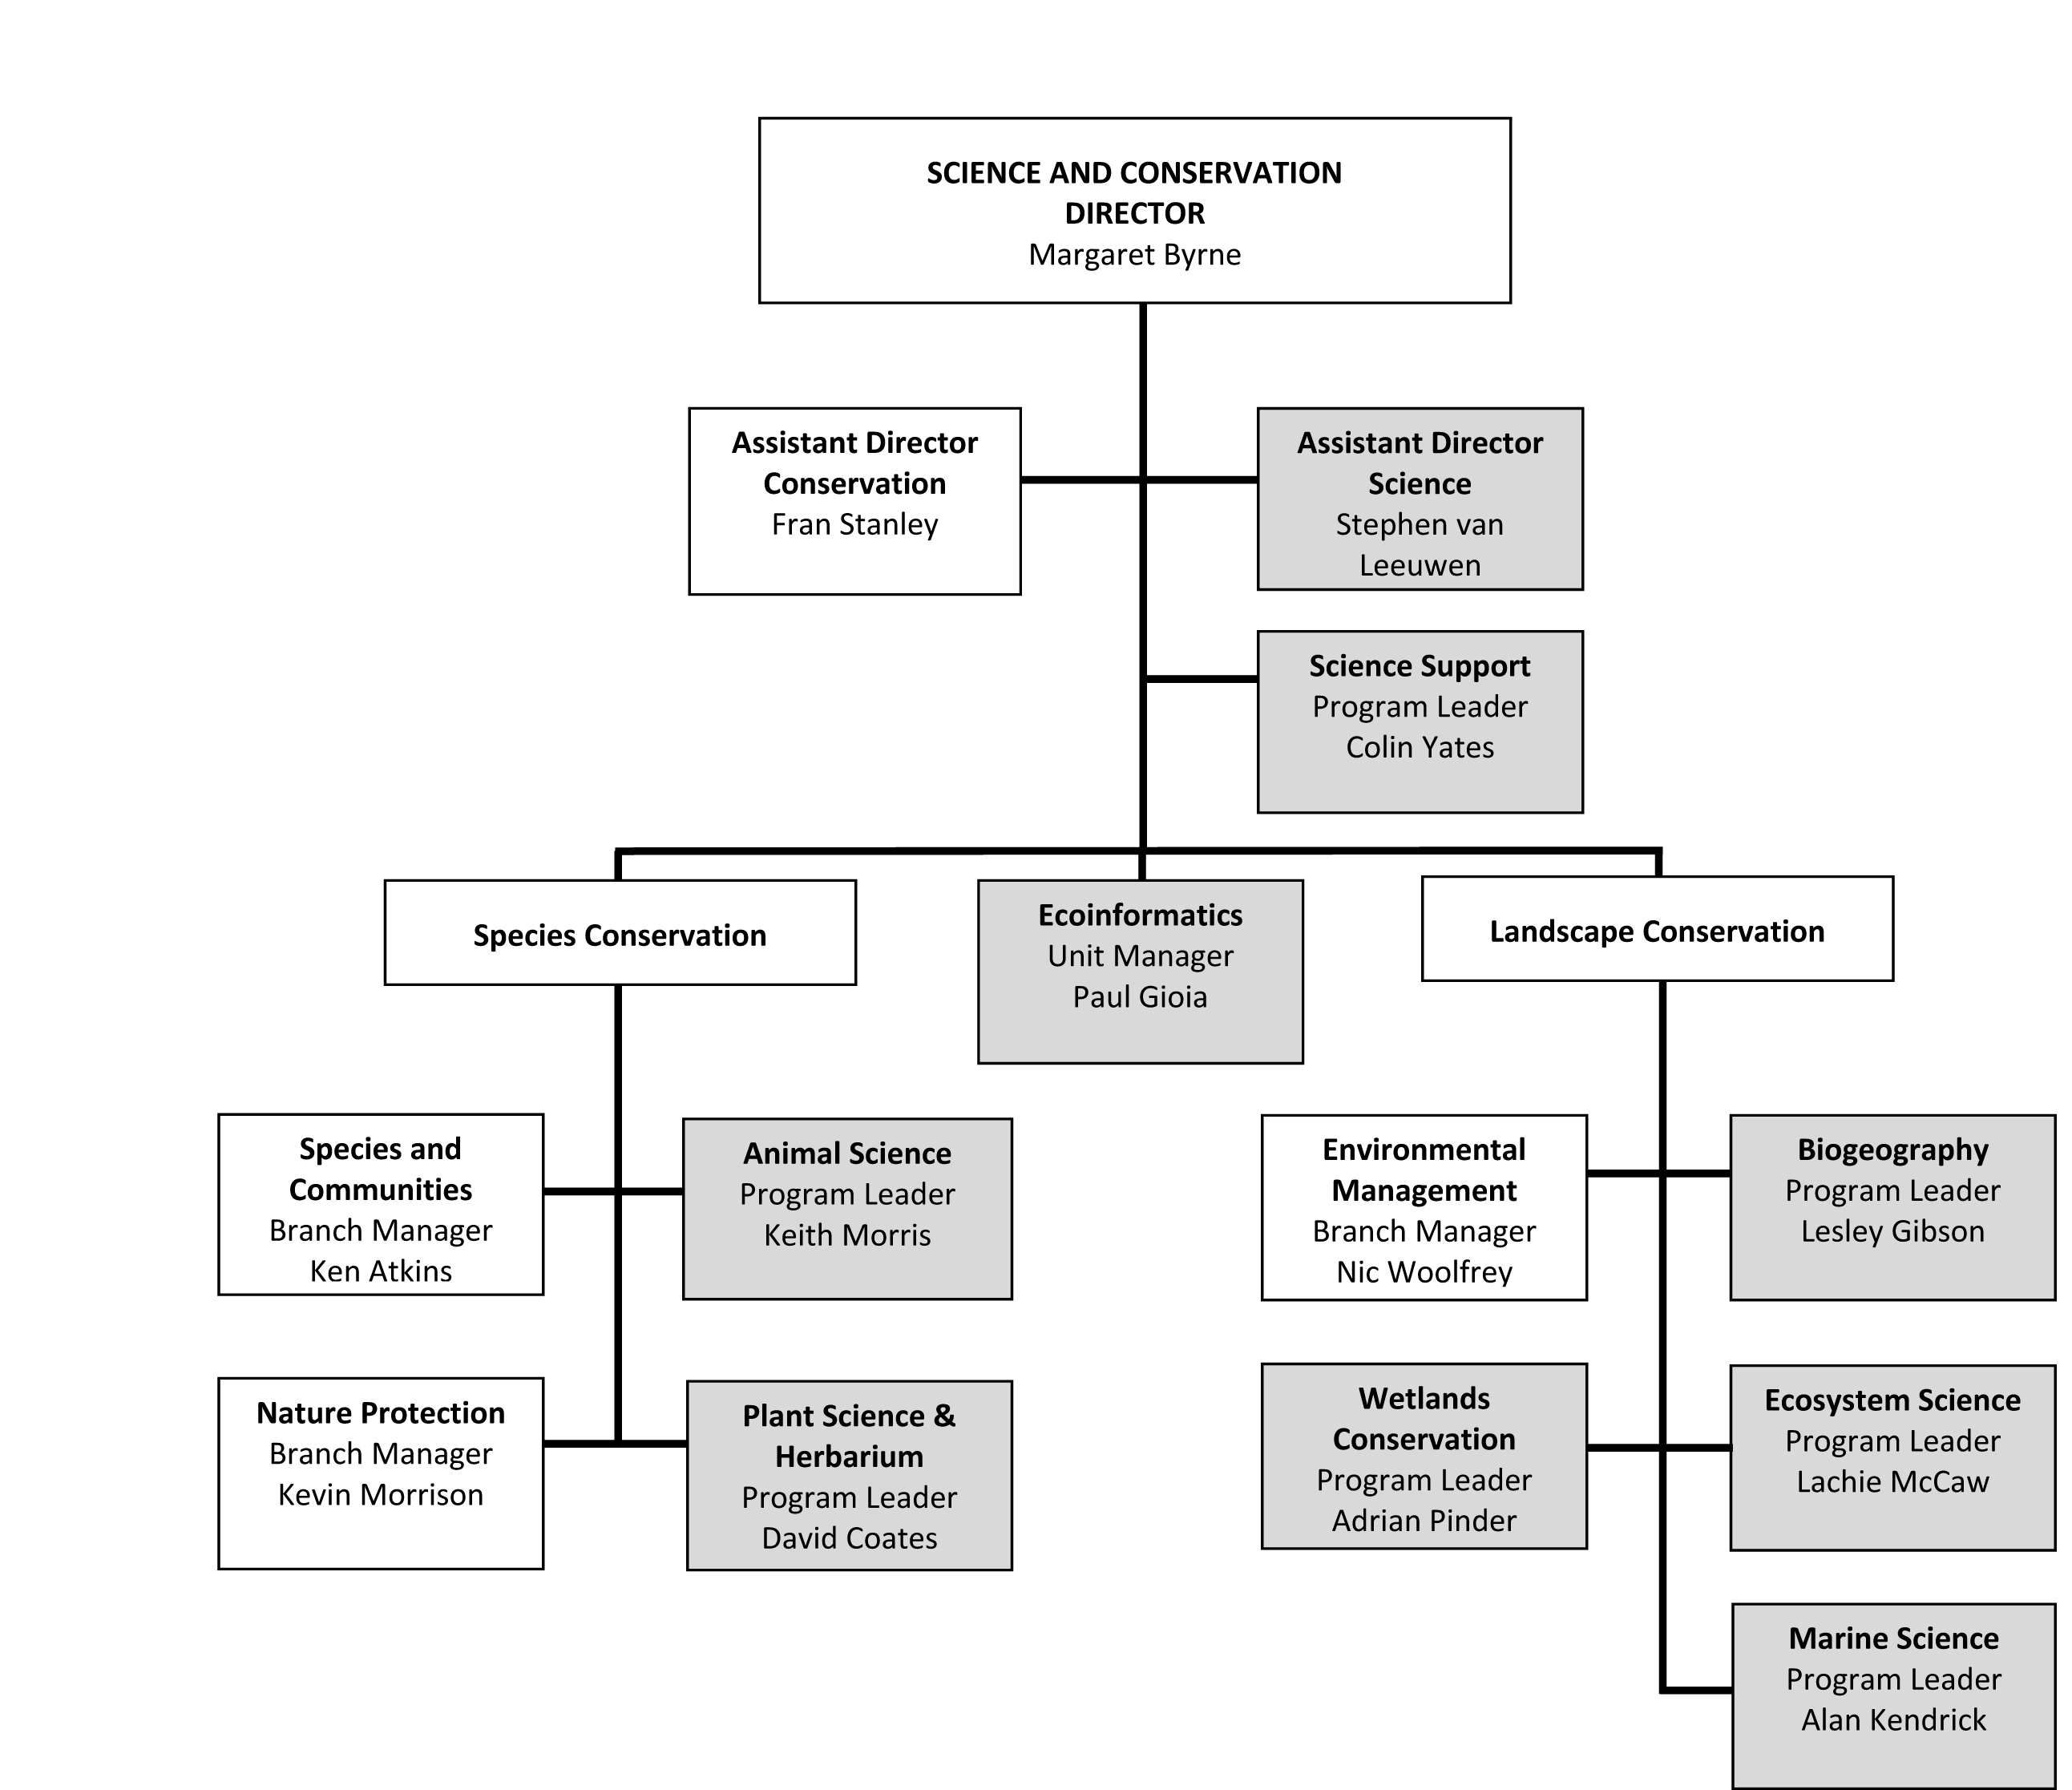 SCIENCE AND CONSERVATION
DIRECTOR
Margaret Byrne
Assistant Director
Conservation
Fran Stanley
Assistant Director
Science
Stephen van
Leeuwen
Science Support
Program Leader
Colin Yates
Species Conservation
Ecoinformatics
Unit Manager
Paul Gioia
Landscape Conservation
Species and
Communities
Branch Manager
Ken Atkins
Animal Science
Program Leader
Keith Morris
Environmental
Management
Branch Manager
Nic Woolfrey
Biogeography
Program Leader
Lesley Gibson
Nature Protection
Branch Manager
Kevin Morrison
Plant Science &
Herbarium
Program Leader
David Coates
Wetlands
Conservation
Program Leader
Adrian Pinder
Ecosystem Science
Program Leader
Lachie McCaw
Marine Science
Program Leader
Alan Kendrick